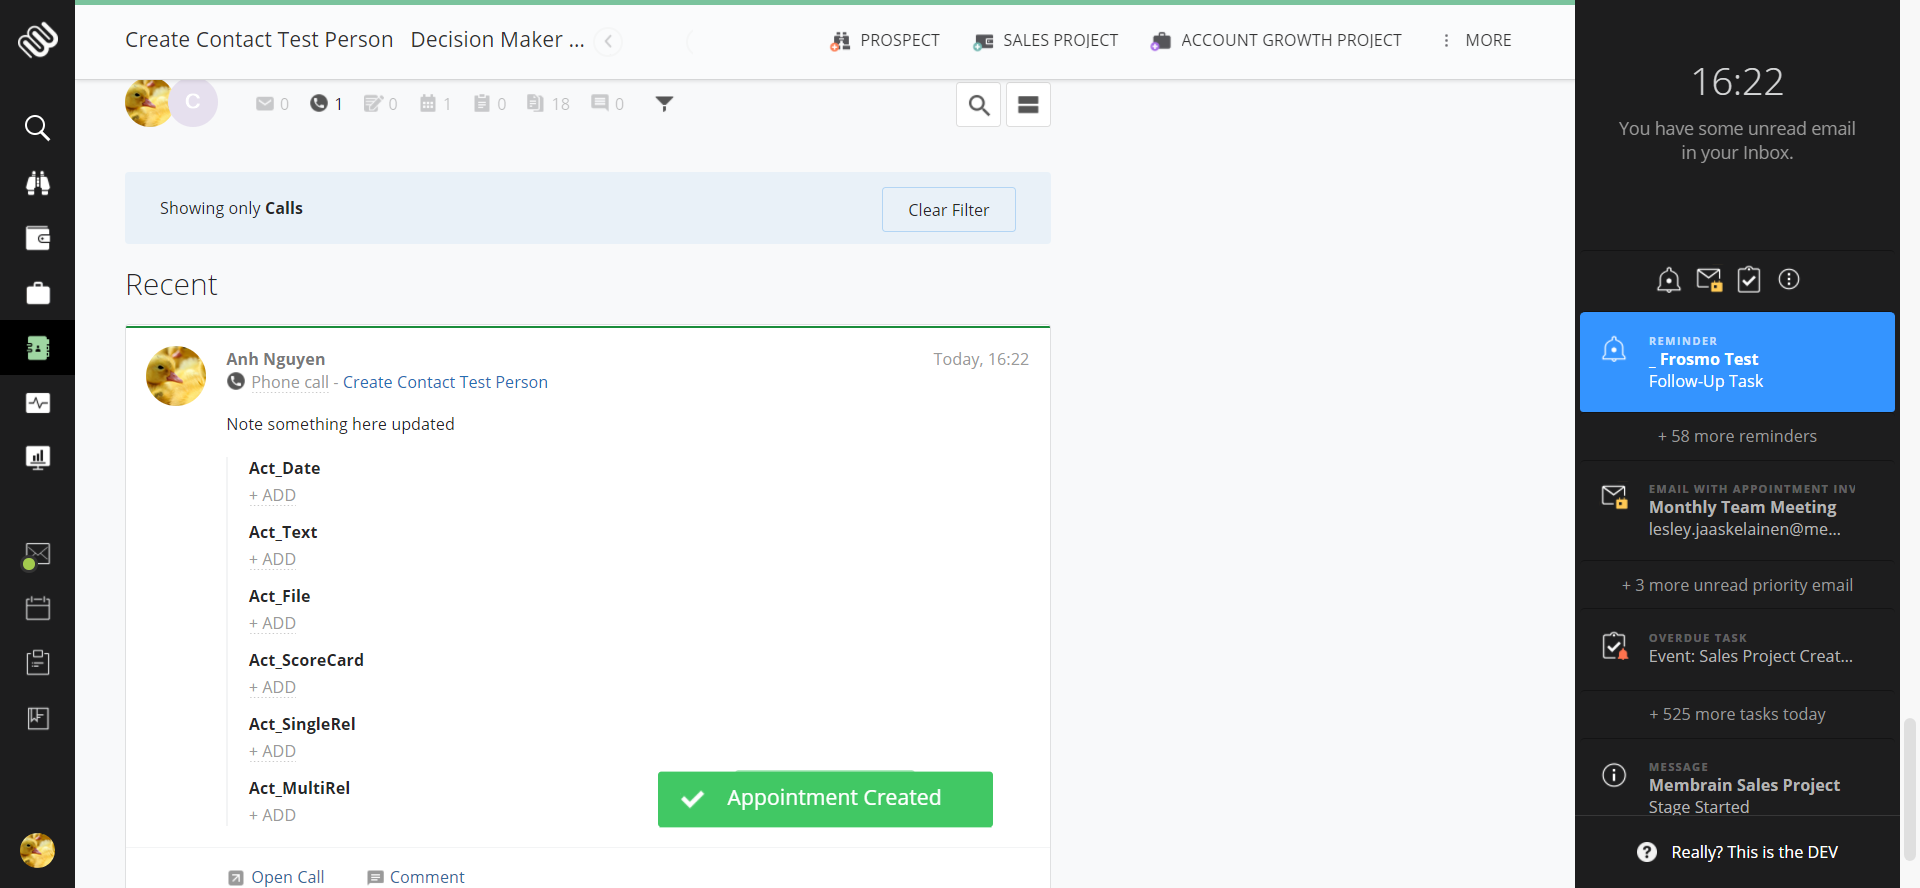 Create Contact Test Person Decision Maker ...
PROSPECT
SALES PROJECT
ACCOUNT GROWTH PROJECT
MORE
C
0
1
0
1
0
18
0
Showing only Calls
Clear Filter
Recent
Anh Nguyen
Today, 16:22
Phone call - Create Contact Test Person
Note something here updated
Act_Date
+ ADD
Act_Text
+ ADD
Act_File
+ ADD
Act_ScoreCard
+ ADD
Act_SingleRel
+ ADD
Act_MultiRel
+ ADD
Appointment Created
Open Call
Comment
16:22
You have some unread email
in your Inbox.
REMINDER
_ Frosmo Test
Follow-Up Task
+ 58 more reminders
EMAIL WITH APPOINTMENT INV
Monthly Team Meeting
lesley.jaaskelainen@me...
+ 3 more unread priority email
OVERDUE TASK
Event: Sales Project Creat...
+ 525 more tasks today
MESSAGE
Membrain Sales Project
Stage Started
Really? This is the DEV